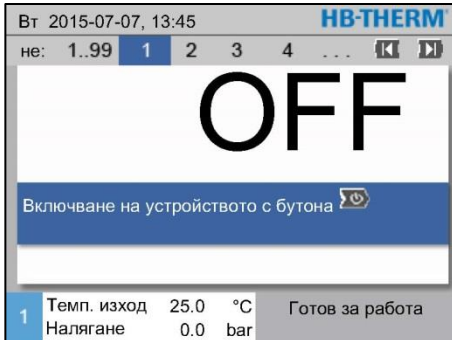 Вт 2015-07-07, 13:45 HB-THERM
не: 1..99 1 2 3 4 ...
OFF
Включване на устройството с бутона
1 Темп. изход 25.0 °C Готов за работа
Налягане 0.0 bar